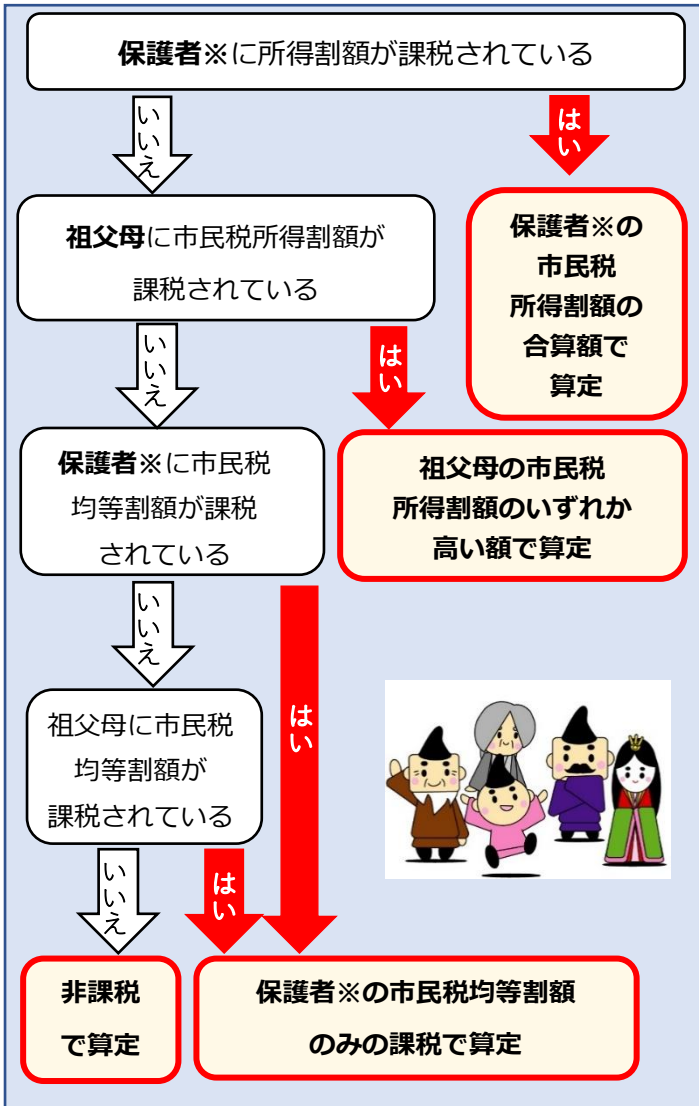 保護者※に所得割額が課税されている
いいえ
はい
祖父母に市民税所得割額が
課税されている
保護者※の
市民税
所得割額の
合算額で
算定
いいえ
はい
保護者※に市民税
均等割額が課税
されている
祖父母の市民税
所得割額のいずれか
高い額で算定
いいえ
はい
祖父母に市民税
均等割額が
課税されている
いいえ
はい
非課税
で算定
保護者※の市民税均等割額
のみの課税で算定